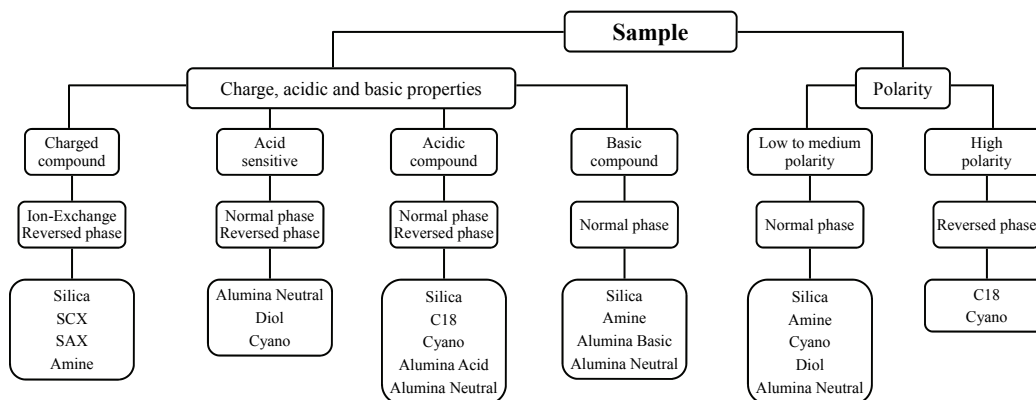 Sample
Charge, acidic and basic properties
Polarity
Charged
compound
Acid
sensitive
Acidic
compound
Basic
compound
Low to medium
polarity
High
polarity
Ion-Exchange
Reversed phase
Normal phase
Reversed phase
Normal phase
Reversed phase
Normal phase
Normal phase
Reversed phase
Silica
SCX
SAX
Amine
Alumina Neutral
Diol
Cyano
Silica
C18
Cyano
Alumina Acid
Alumina Neutral
Silica
Amine
Alumina Basic
Alumina Neutral
Silica
Amine
Cyano
Diol
Alumina Neutral
C18
Cyano